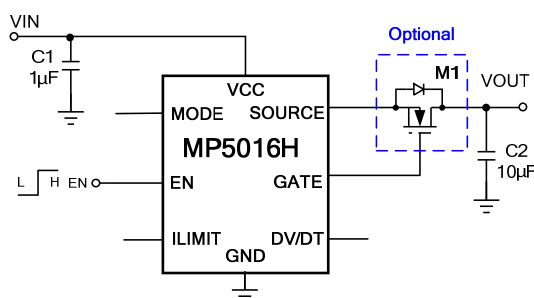 VIN
C1
1µF
Optional
M1
VOUT
C2
10µF
VCC
MODE
SOURCE
MP5016H
L H EN
EN
GATE
ILIMIT
DV/DT
GND